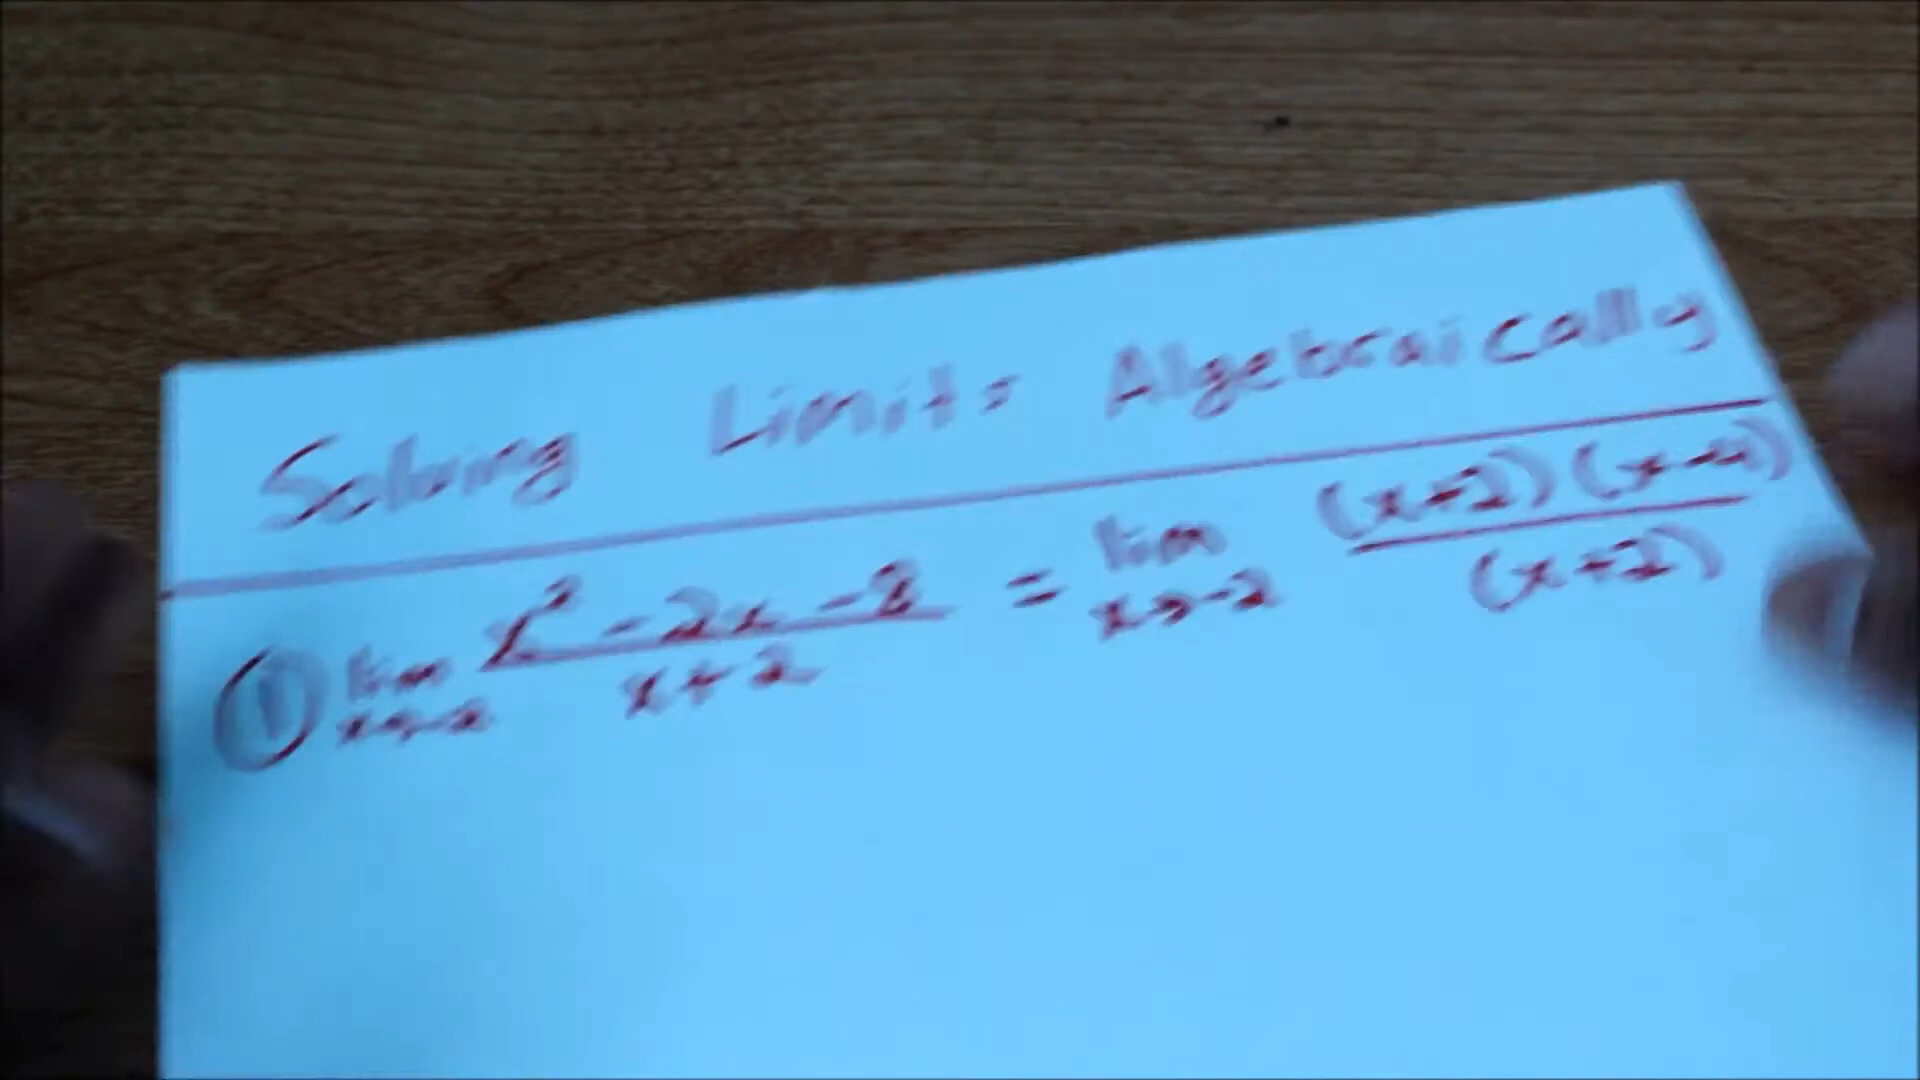 Solving Limits Algebraically
① lim x→-2 x² - 2x - 8 / x + 2 = lim x→-2 (x+2)(x-4) / (x+2)